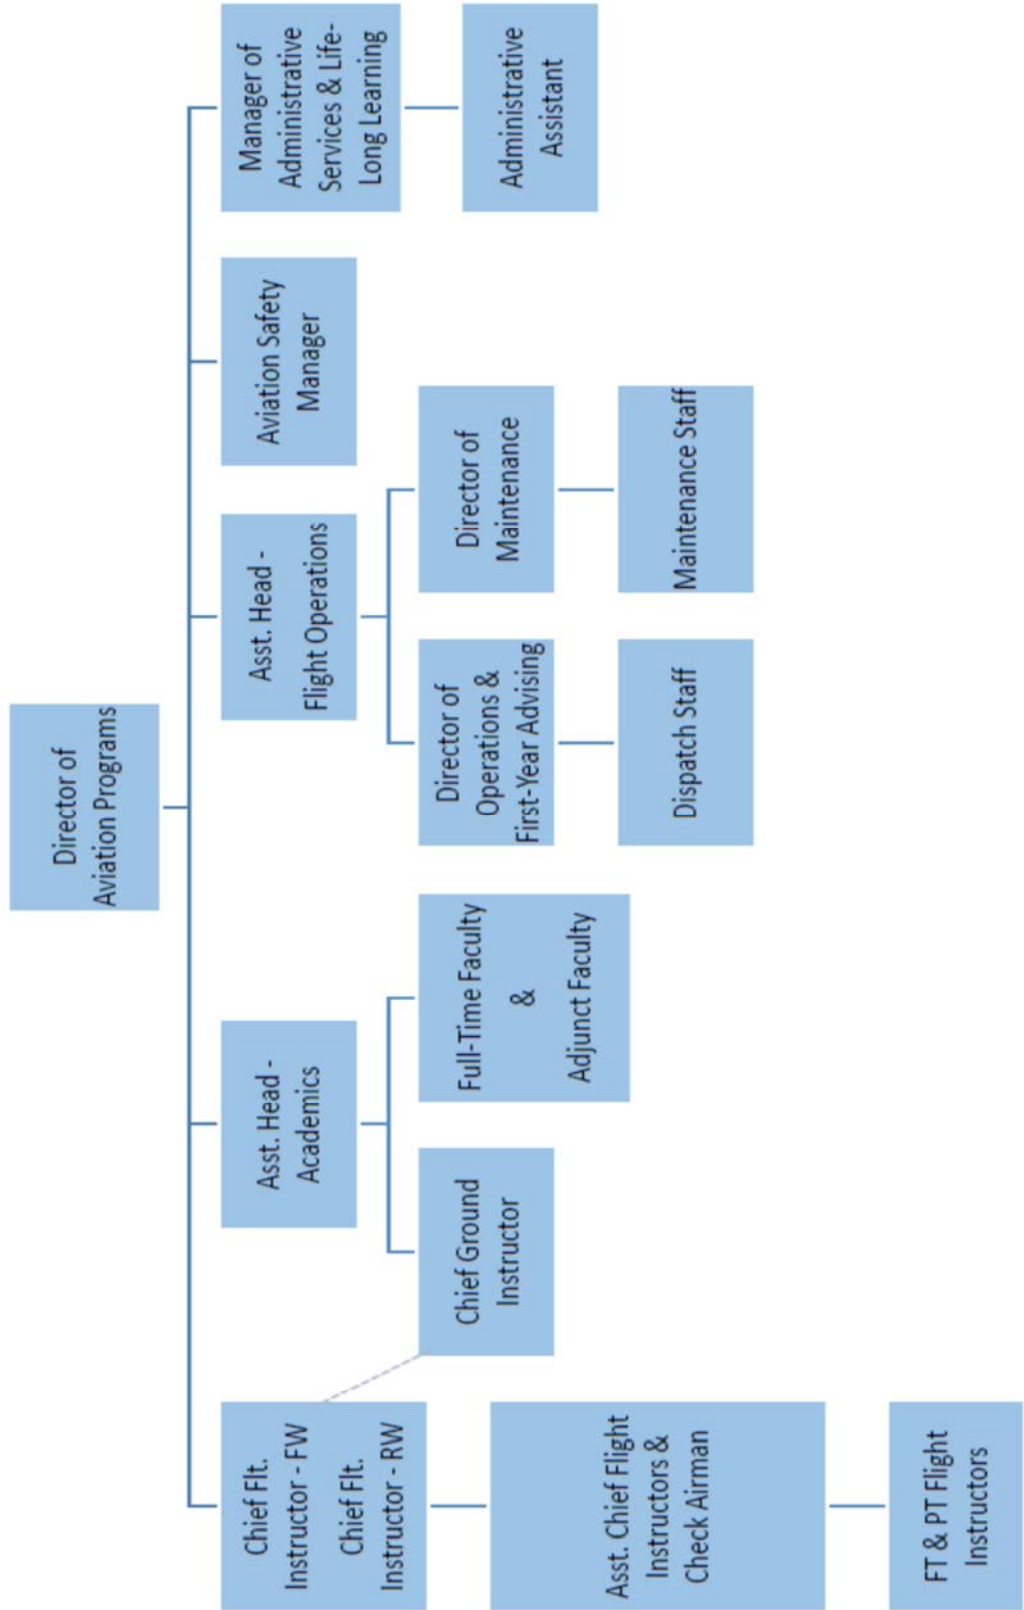 Director of
Aviation Programs
Chief Flt.
Instructor - FW
Chief Flt.
Instructor - RW
Asst. Head -
Academics
Asst. Head -
Flight Operations
Aviation Safety
Manager
Manager of
Administrative
Services & Life-
Long Learning
Asst. Chief Flight
Instructors &
Check Airman
Chief Ground
Instructor
Full-Time Faculty
&
Adjunct Faculty
Director of
Operations &
First-Year Advising
Director of
Maintenance
Administrative
Assistant
FT & PT Flight
Instructors
Dispatch Staff
Maintenance Staff